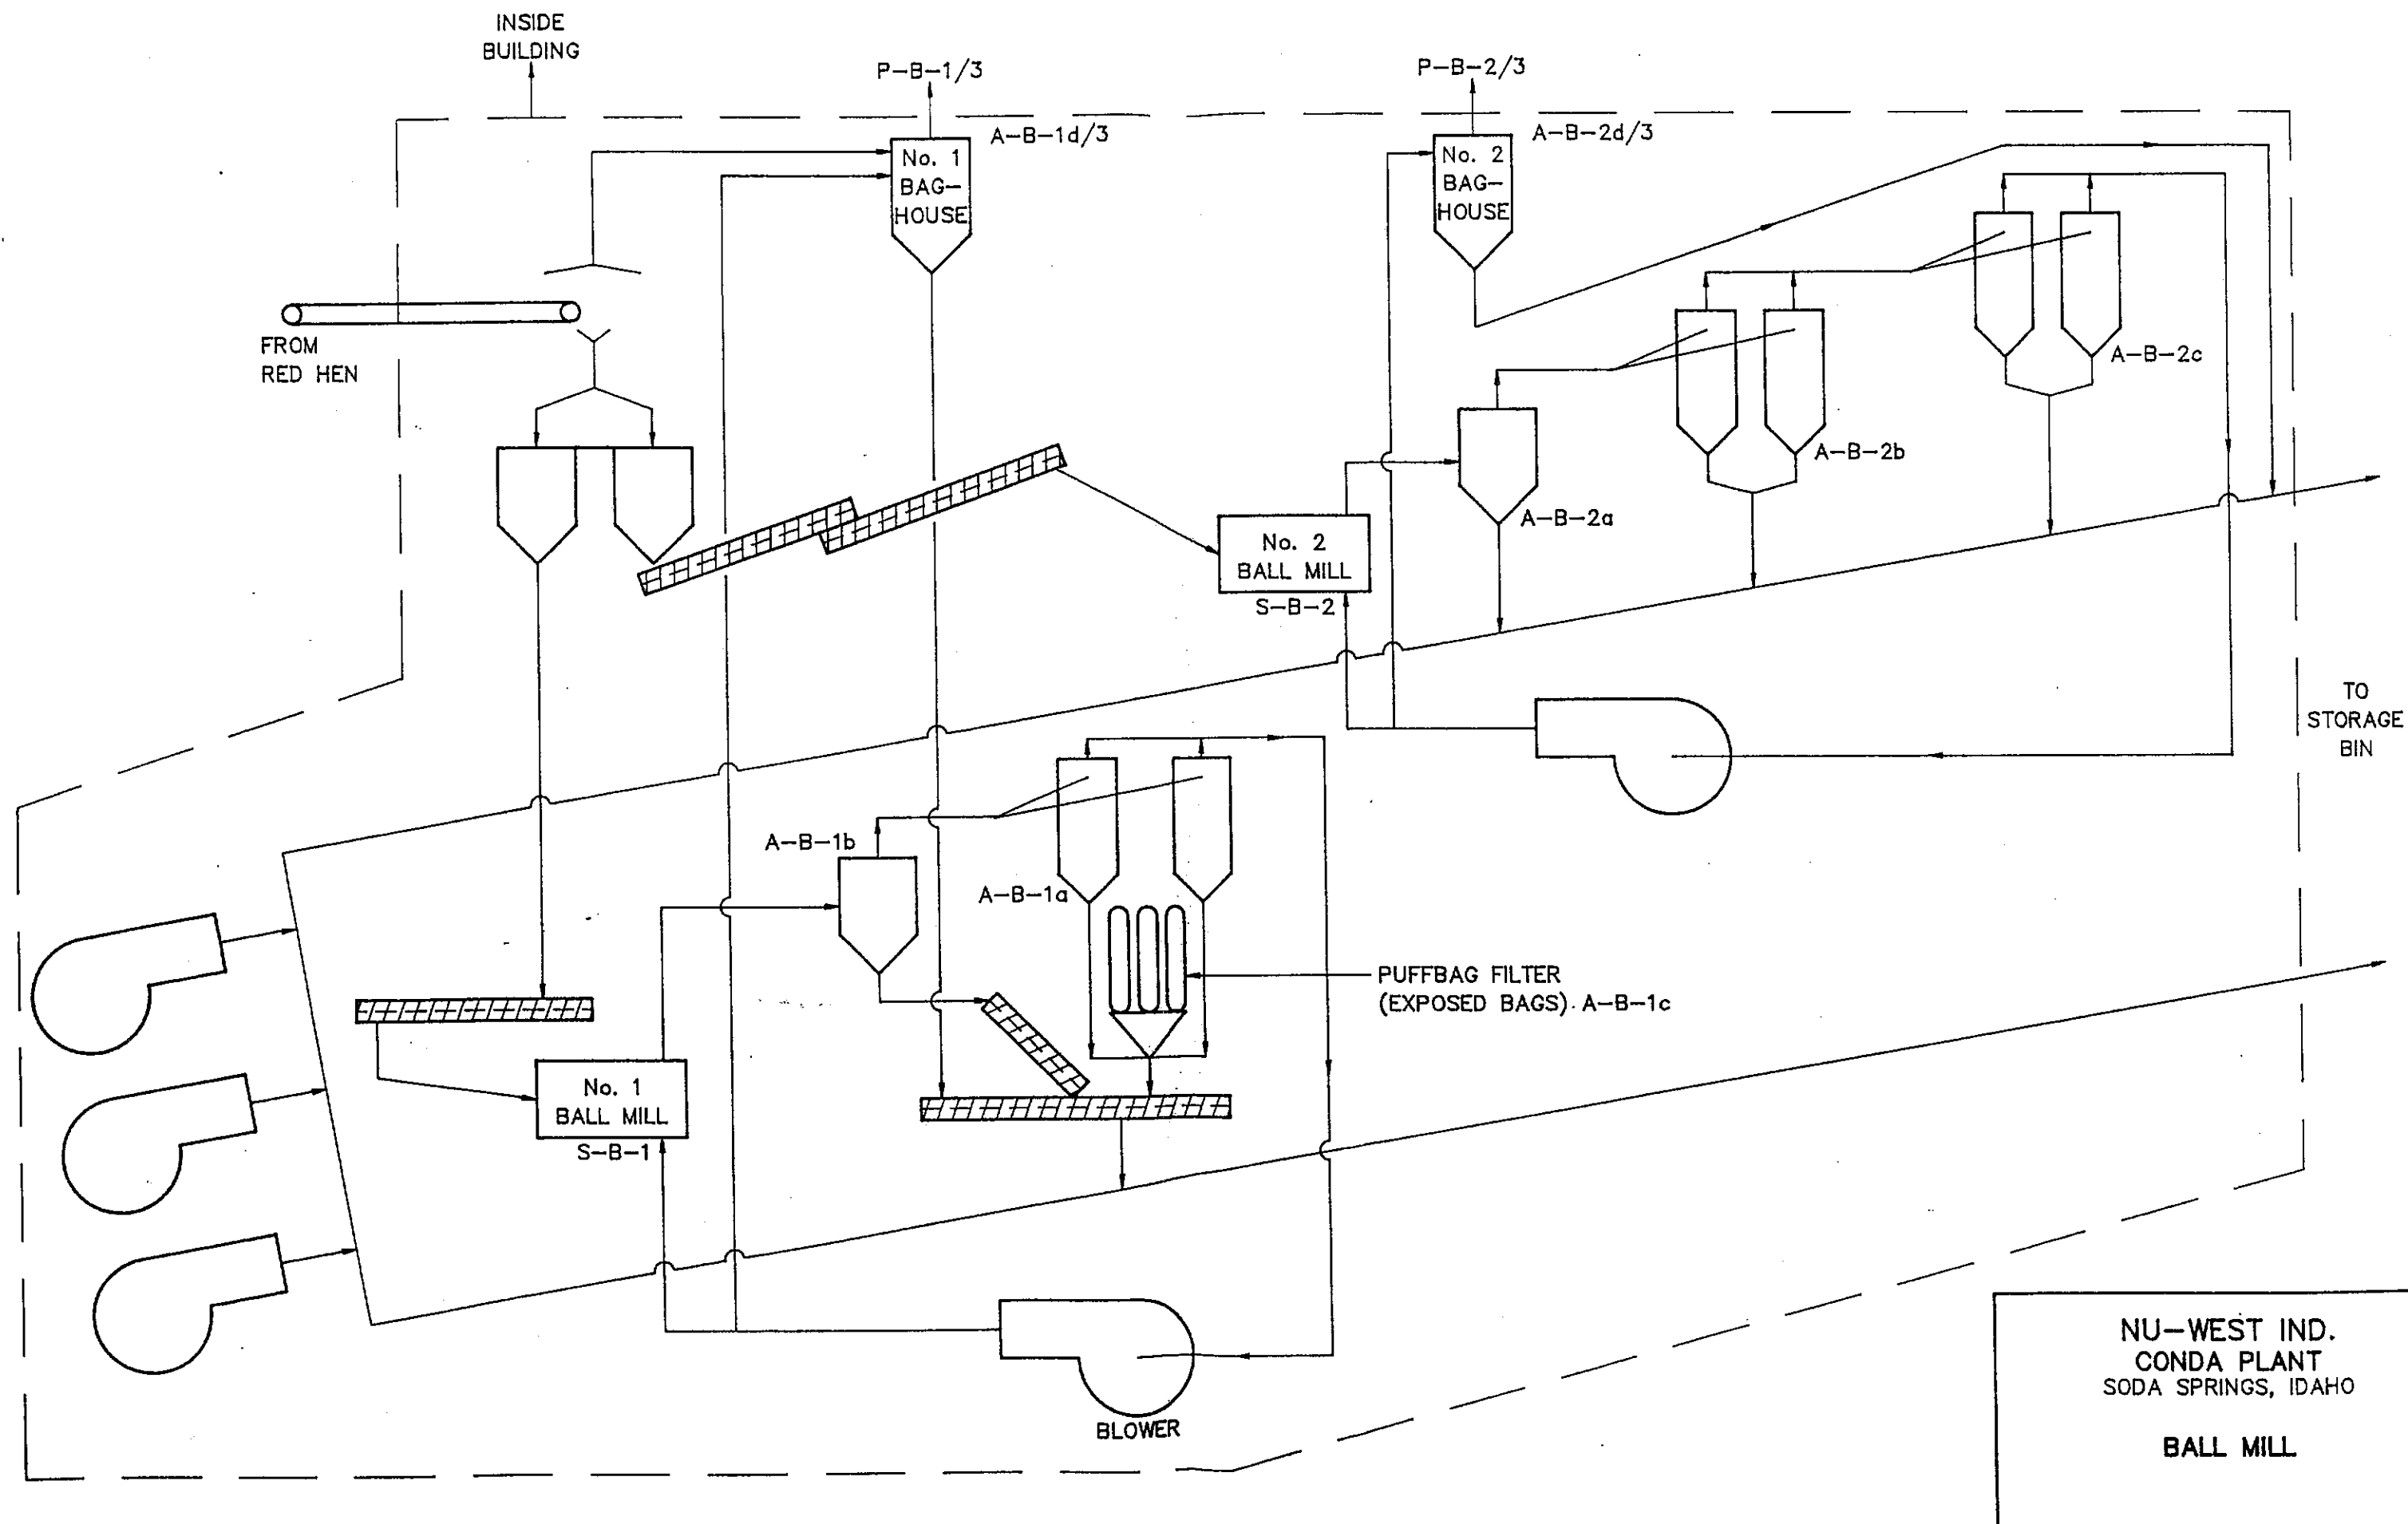 INSIDE
BUILDING
P-B-1/3
P-B-2/3
A-B-1d/3
A-B-2d/3
No. 1
BAG-
HOUSE
No. 2
BAG-
HOUSE
FROM
RED HEN
A-B-2c
A-B-2b
A-B-2a
No. 2
BALL MILL
S-B-2
TO
STORAGE
BIN
A-B-1b
A-B-1a
PUFFBAG FILTER
(EXPOSED BAGS). A-B-1c
No. 1
BALL MILL
S-B-1
BLOWER
NU-WEST IND.
CONDA PLANT
SODA SPRINGS, IDAHO
BALL MILL